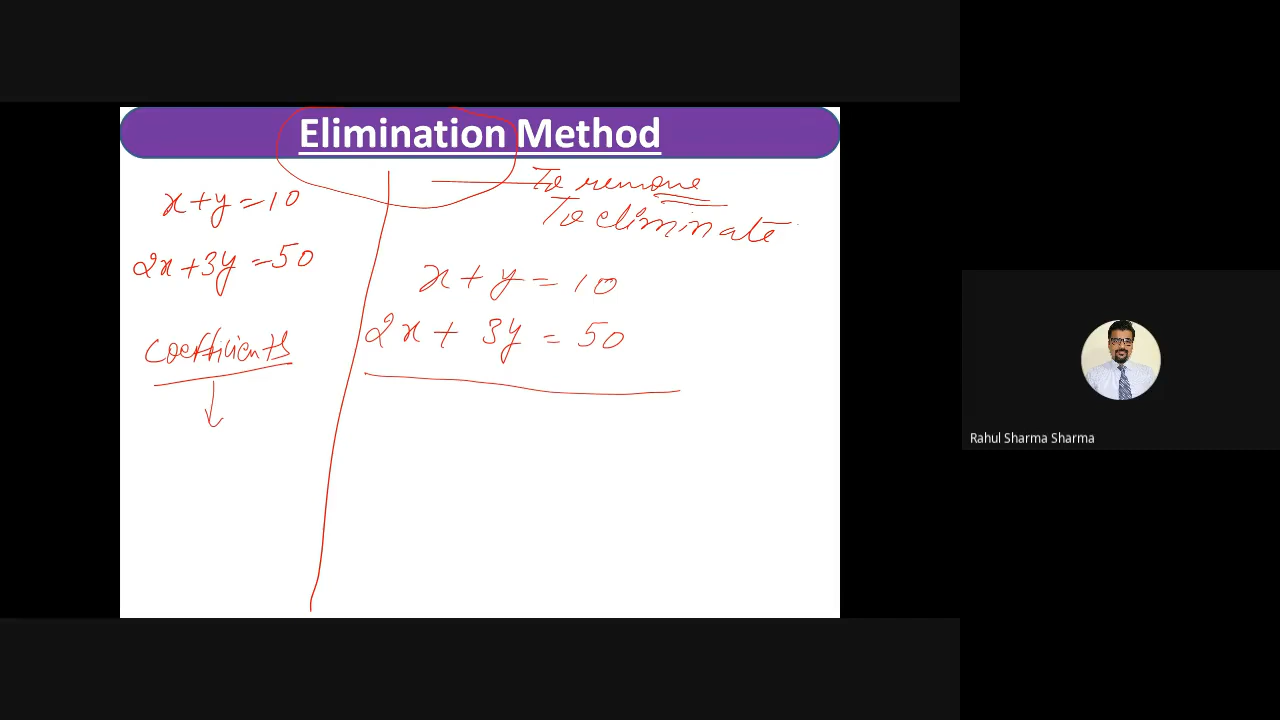 Elimination Method
x+y=10
2x+3y=50
coefficients
To remove
To eliminate
x+y=10
2x+3y=50
Rahul Sharma Sharma